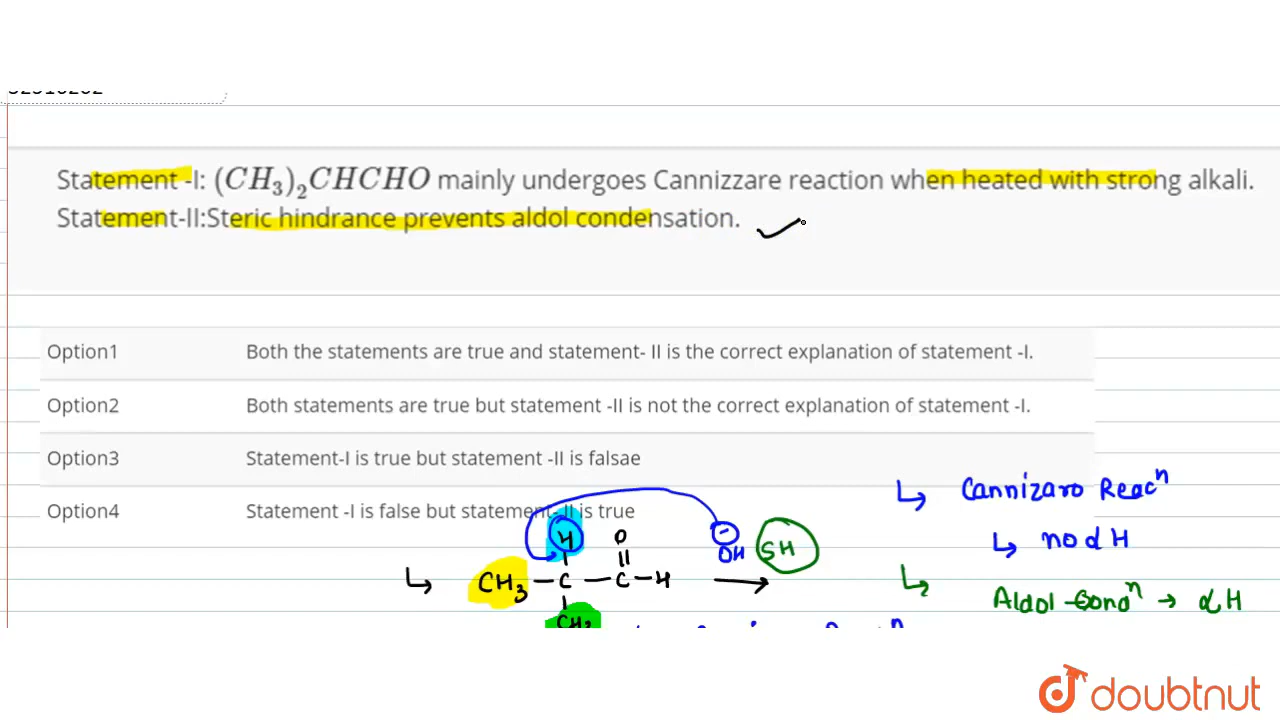 Statement -I: (CH₃)₂CHCHO mainly undergoes Cannizzare reaction when heated with strong alkali.
Statement-II:Steric hindrance prevents aldol condensation.
Option1 Both the statements are true and statement- II is the correct explanation of statement -I.
Option2 Both statements are true but statement -II is not the correct explanation of statement -I.
Option3 Statement-I is true but statement -II is falsae
Option4 Statement -I is false but statement- II is true
Cannizaro Reacⁿ
no α H
H O ⊖ OH SH
CH₃ — C — C — H
CH₃
Aldol - Condⁿ → α H
doubtnut